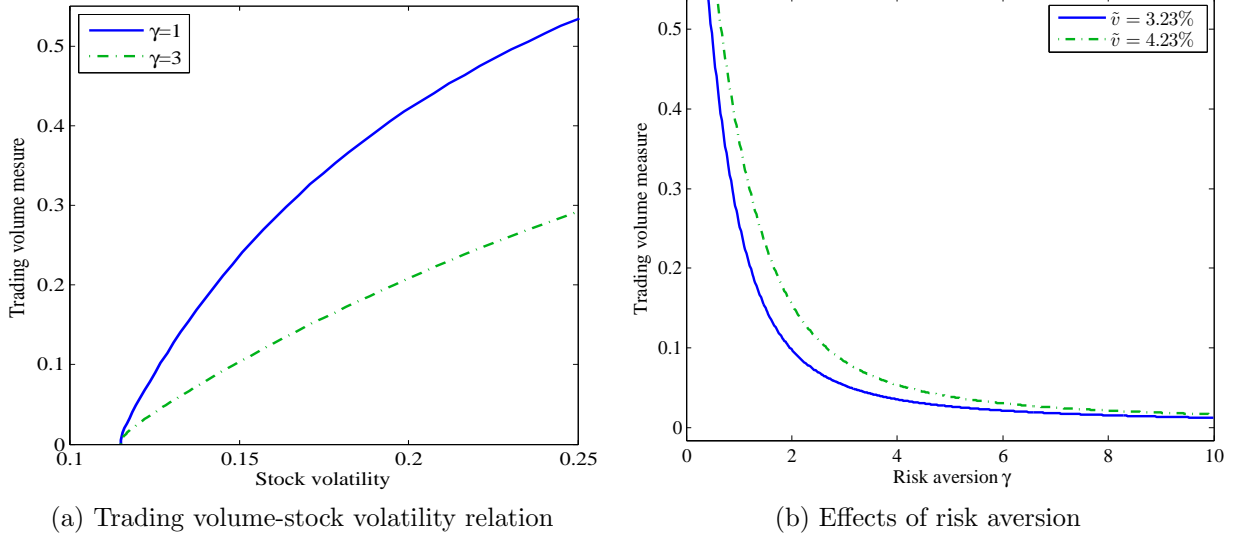 γ=1
γ=3
Trading volume mesure
0.5
0.4
0.3
0.2
0.1
0
0.1 0.15 0.2 0.25
Stock volatility
(a) Trading volume-stock volatility relation
ṽ = 3.23%
ṽ = 4.23%
Trading volume measure
0.5
0.4
0.3
0.2
0.1
0
0 2 4 6 8 10
Risk aversion γ
(b) Effects of risk aversion